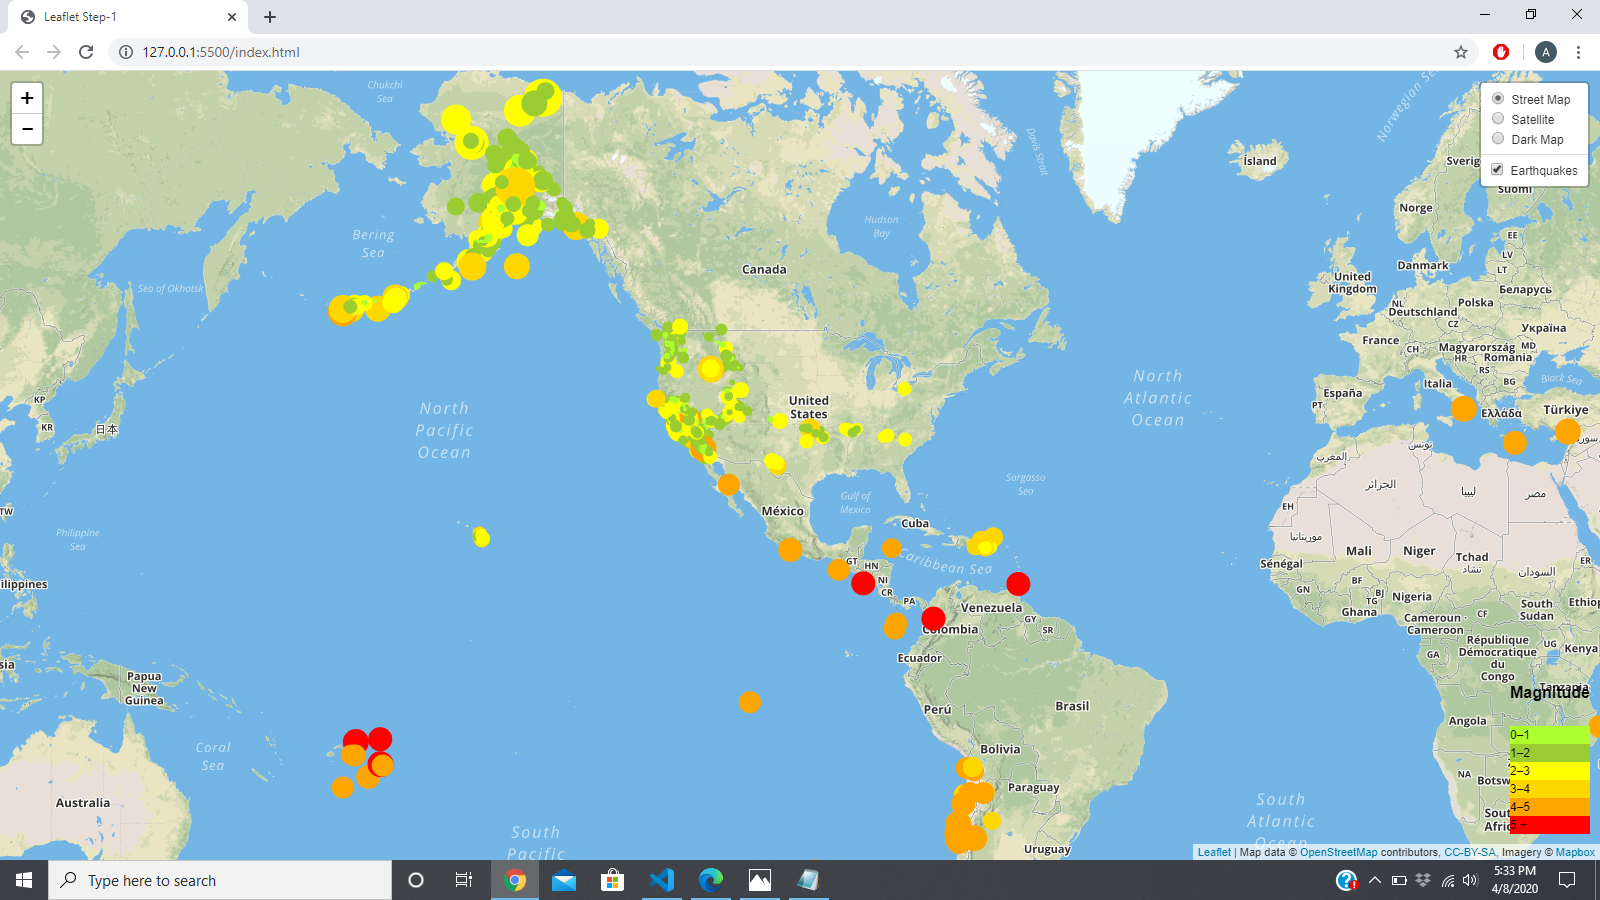 Leaflet Step-1
127.0.0.1:5500/index.html
A
+
−
Street Map
Satellite
Dark Map
Earthquakes
Chukchi
Sea
Bering
Sea
Sea of Okhotsk
North
Pacific
Ocean
Philippine
Sea
Coral
Sea
South
Pacific
Davis Strait
Hudson
Bay
Norwegian Sea
North
Atlantic
Ocean
Sargasso
Sea
Gulf of
Mexico
Caribbean Sea
South
Atlantic
Ocean
Black Sea
Canada
United
States
México
Cuba
GT
HN
NI
CR
PA
Venezuela
Colombia
GY
SR
Ecuador
Perú
Brasil
Bolivia
Paraguay
Uruguay
Ísland
Sverig
Suomi
Norge
EE
LV
LT
Danmark
United
Kingdom
Беларусь
NL
Deutschland
Polska
CZ
Україна
France
CH
Magyarország
MD
HR
Romania
RS
BG
Italia
España
PT
Ελλάδα
Türkiye
سوريا
تونس
المغرب
الجزائر
ليبيا
مصر
EH
موريتانيا
Mali
Niger
Tchad
تشاد
السودان
ER
Sénégal
GN
BF
BJ
TG
Ghana
Nigeria
CF
South
Sudan
Ethiop
Cameroun -
Cameroon
République
Démocratique
du
Congo
UG
Kenya
GA
Tanzania
Angola
NA
Botsw
Sout
Afric
KP
KR
日本
TW
ilippines
sia
Papua
New
Guinea
Australia
Magnitude
0–1
1–2
2–3
3–4
4–5
5 +
Leaflet | Map data © OpenStreetMap contributors, CC-BY-SA, Imagery © Mapbox
Type here to search
5:33 PM
4/8/2020